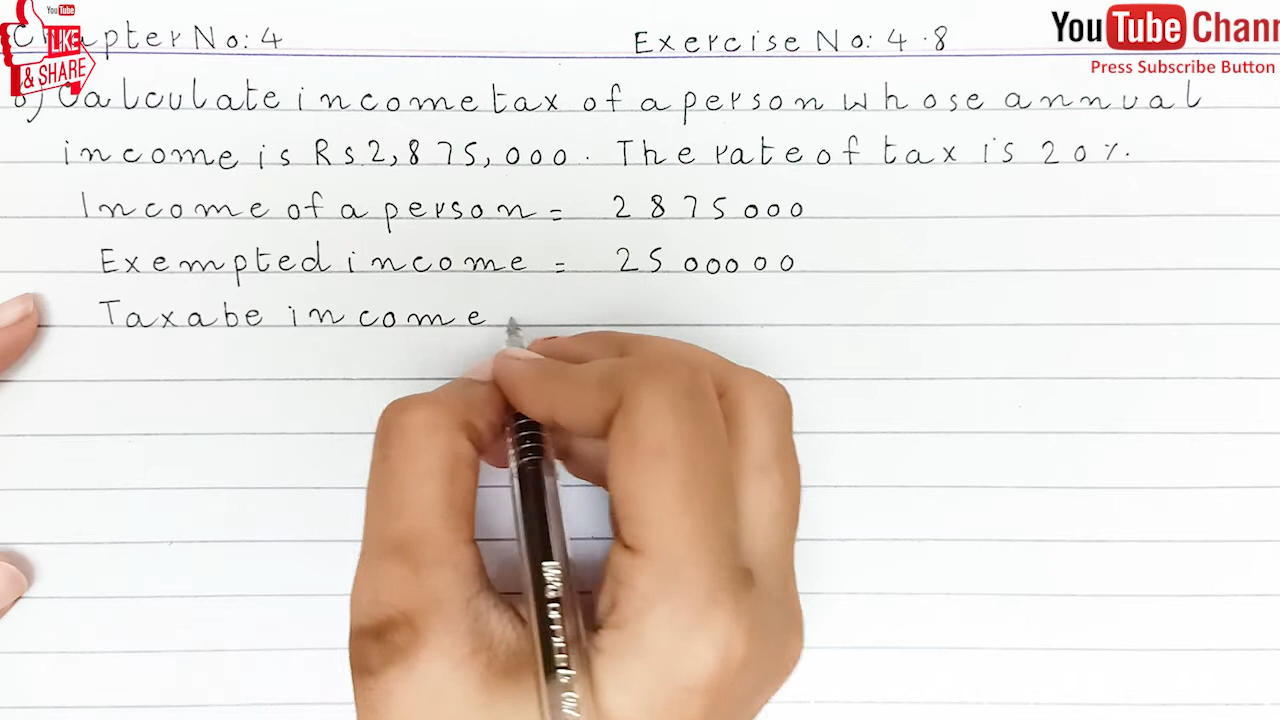 YouTube
LIKE
& SHARE
Chapter No: 4
Exercise No: 4.8
YouTube Chann
Press Subscribe Button
Calculate income tax of a person whose annual
income is Rs.2,875,000. The rate of tax is 20%.
Income of a person = 2875000
Exempted income = 2500000
Taxabe income